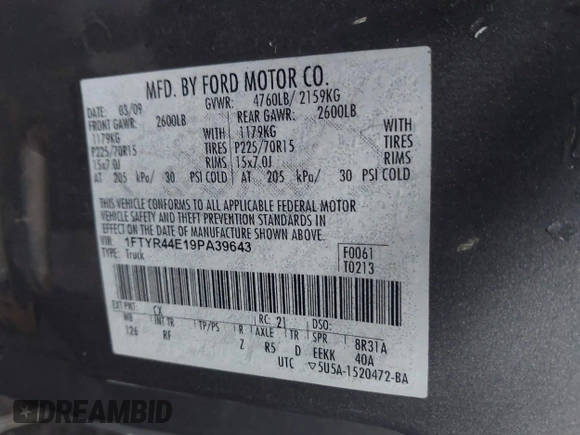 MFD. BY FORD MOTOR CO.
DATE: 03/09 GVWR: 4760LB/ 2159KG
FRONT GAWR: 2600LB REAR GAWR: 2600LB
1179KG WITH 1179KG WITH
P225/70R15 TIRES P225/70R15 TIRES
15x7.0J RIMS 15x7.0J RIMS
AT 205 kPa/ 30 PSI COLD AT 205 kPa/ 30 PSI COLD
THIS VEHICLE CONFORMS TO ALL APPLICABLE FEDERAL MOTOR
VEHICLE SAFETY AND THEFT PREVENTION STANDARDS IN
EFFECT ON THE DATE OF MANUFACTURE SHOWN ABOVE.
VIN: 1FTYR44E19PA39643 F0061
TYPE: Truck T0213
EXT PNT: CX RC: 21 DSO:
WB INT TR TP/PS R AXLE TR SPR 8R31A
126 RF Z R5 D EEKK 40A
UTC ▽5U5A-1520472-BA
DREAMBID